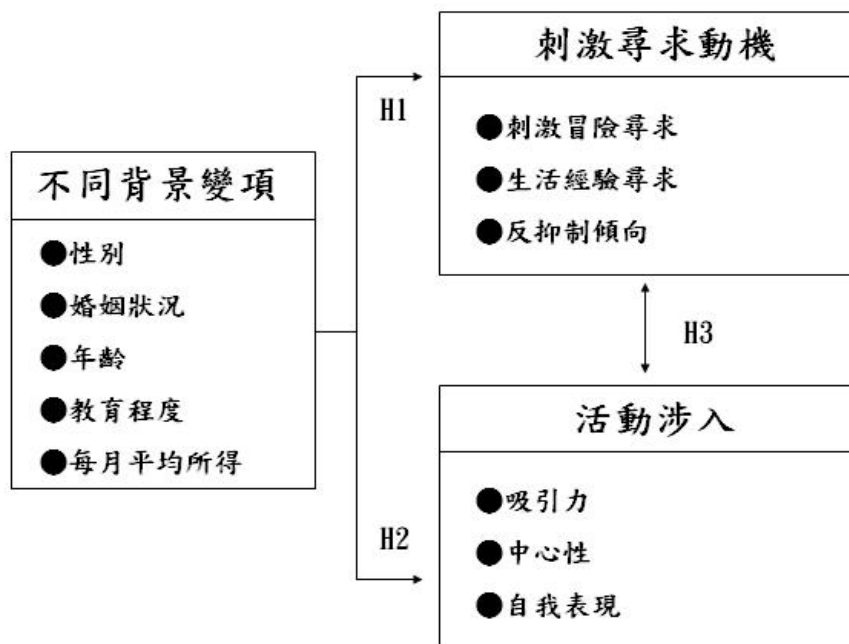 不同背景變項
●性別
●婚姻狀況
●年齡
●教育程度
●每月平均所得
H1
H2
刺激尋求動機
●刺激冒險尋求
●生活經驗尋求
●反抑制傾向
H3
活動涉入
●吸引力
●中心性
●自我表現